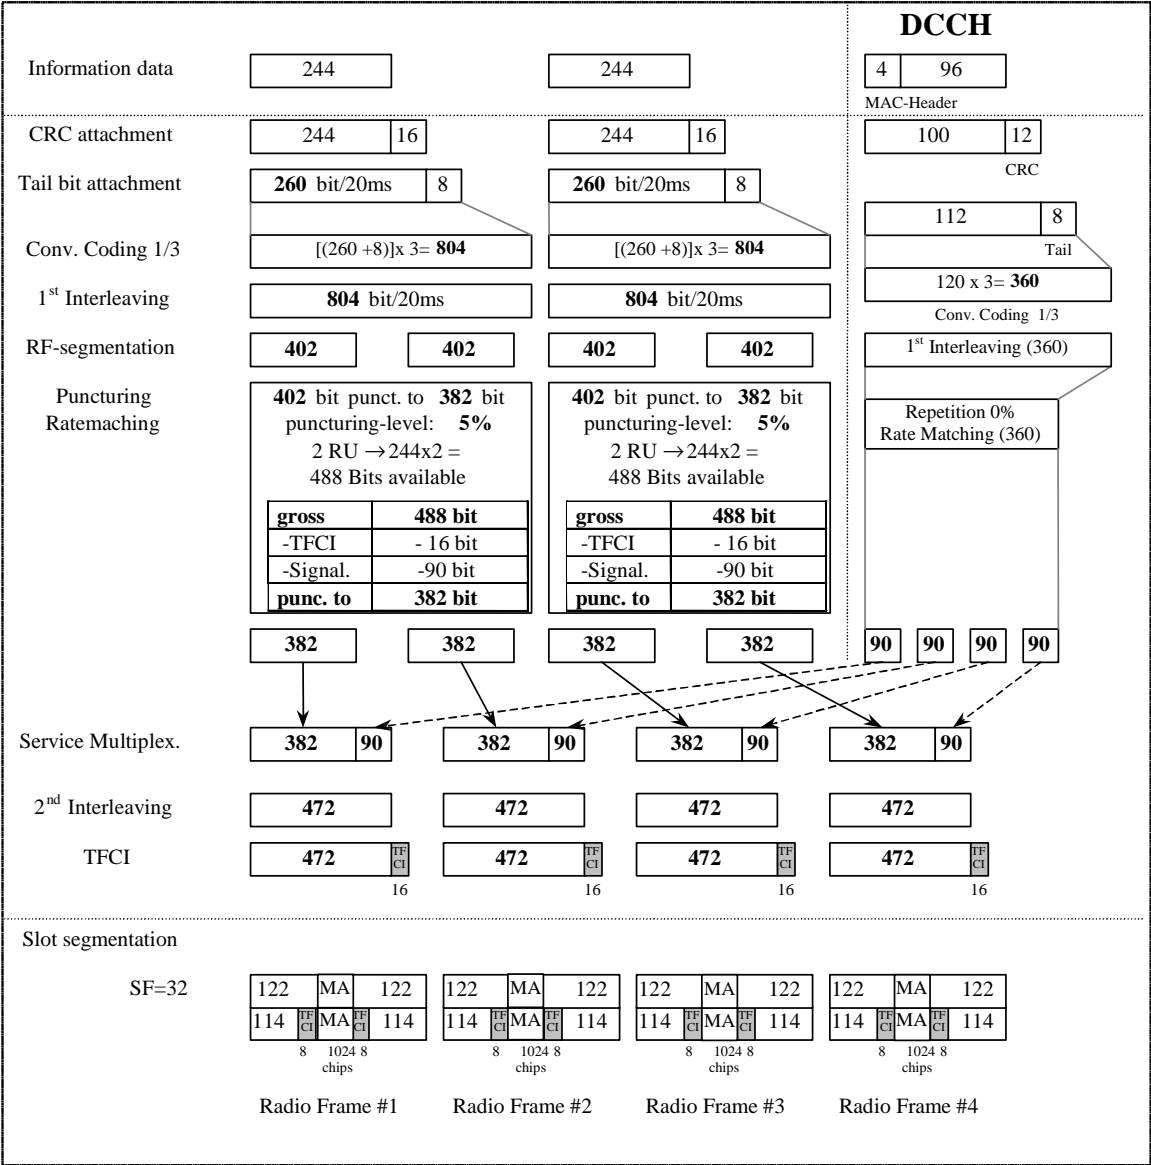 DCCH
Information data 244 244 4 96
MAC-Header
CRC attachment 244 16 244 16 100 12
CRC
Tail bit attachment 260 bit/20ms 8 260 bit/20ms 8
112 8
Tail
Conv. Coding 1/3 [(260 +8)]x 3= 804 [(260 +8)]x 3= 804
120 x 3= 360
1st Interleaving 804 bit/20ms 804 bit/20ms
Conv. Coding 1/3
RF-segmentation 402 402 402 402 1st Interleaving (360)
Puncturing
Ratemaching
402 bit punct. to 382 bit
puncturing-level: 5%
2 RU →244x2 =
488 Bits available
gross 488 bit
-TFCI - 16 bit
-Signal. -90 bit
punc. to 382 bit
402 bit punct. to 382 bit
puncturing-level: 5%
2 RU →244x2 =
488 Bits available
gross 488 bit
-TFCI - 16 bit
-Signal. -90 bit
punc. to 382 bit
Repetition 0%
Rate Matching (360)
382 382 382 382 90 90 90 90
Service Multiplex. 382 90 382 90 382 90 382 90
2nd Interleaving 472 472 472 472
TFCI 472 TF CI 472 TF CI 472 TF CI 472 TF CI
16 16 16 16
Slot segmentation
SF=32 122 MA 122 122 MA 122 122 MA 122 122 MA 122
114 TF CI MA TF CI 114 114 TF CI MA TF CI 114 114 TF CI MA TF CI 114 114 TF CI MA TF CI 114
8 1024 8 8 1024 8 8 1024 8 8 1024 8
chips chips chips chips
Radio Frame #1 Radio Frame #2 Radio Frame #3 Radio Frame #4